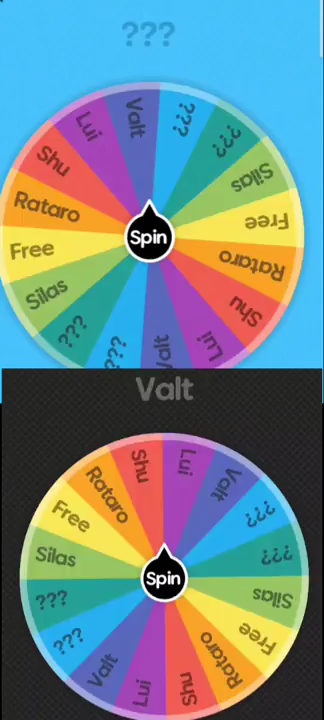 ???
Valt
???
???
Silas
Free
Rataro
Shu
Lui
Valt
???
???
Silas
Free
Rataro
Shu
Lui
Spin
Valt
Lui
Valt
???
???
Silas
Free
Rataro
Shu
Lui
Valt
???
???
Silas
Free
Rataro
Shu
Spin